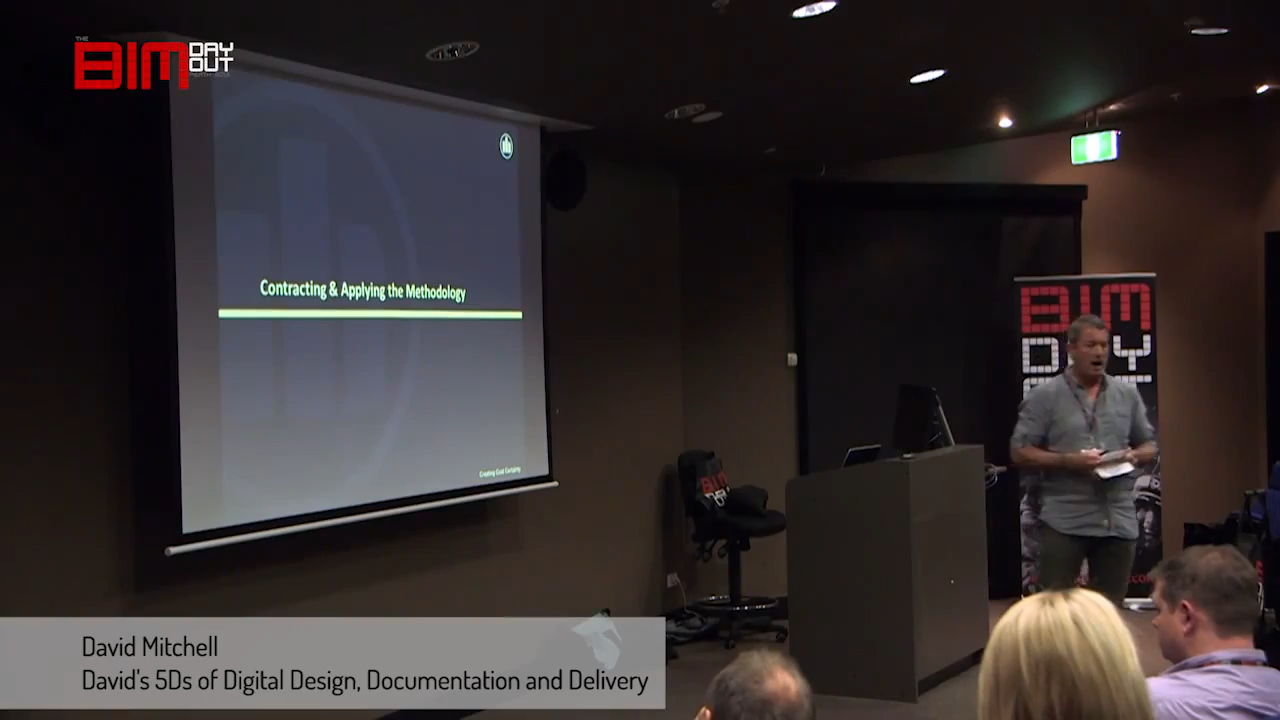 THE
BIM DAY OUT
Contracting & Applying the Methodology
Creating Cost Certainty
BIM
David Mitchell
David's 5Ds of Digital Design, Documentation and Delivery